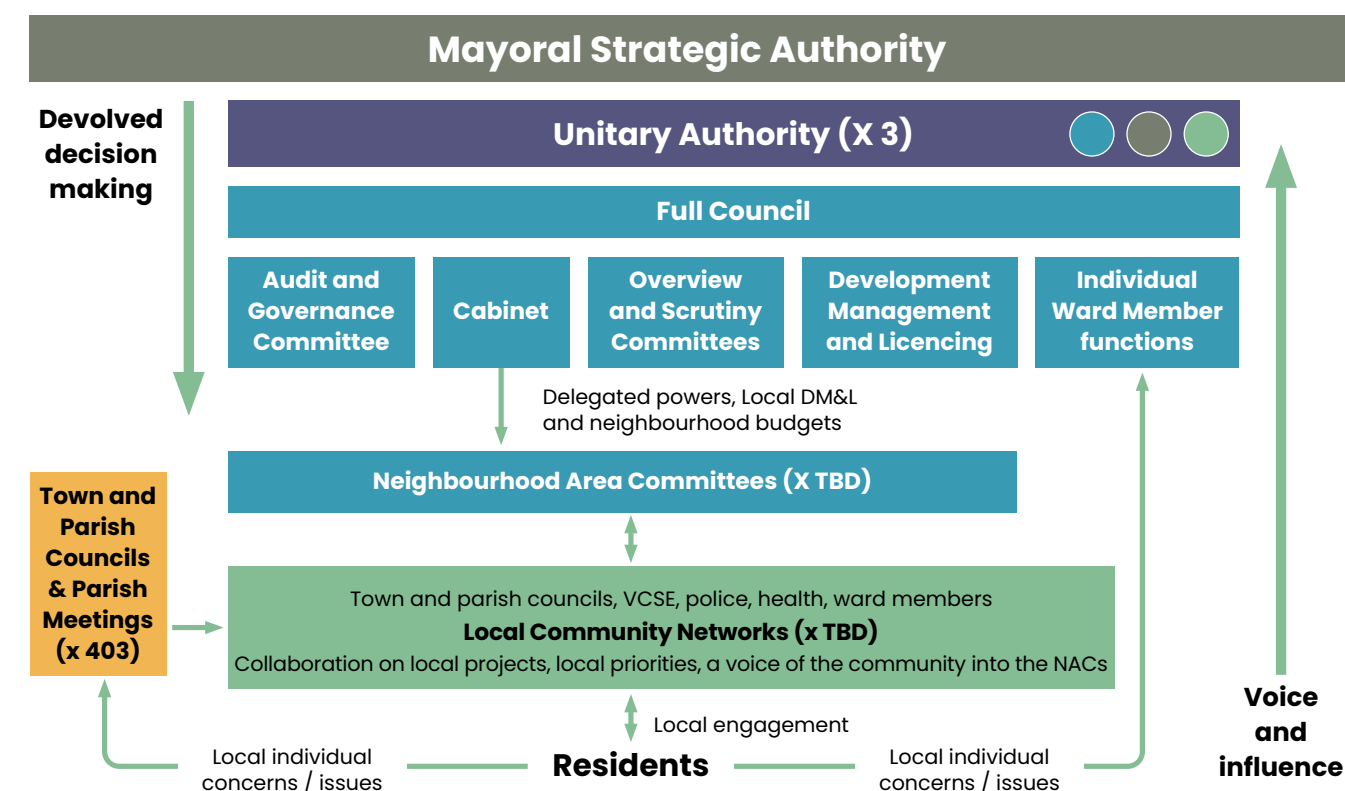 Mayoral Strategic Authority
Devolved
decision
making
Unitary Authority (X 3)
Full Council
Audit and
Governance
Committee
Cabinet
Overview
and Scrutiny
Committees
Development
Management
and Licencing
Individual
Ward Member
functions
Delegated powers, Local DM&L
and neighbourhood budgets
Neighbourhood Area Committees (X TBD)
Town and
Parish
Councils
& Parish
Meetings
(x 403)
Town and parish councils, VCSE, police, health, ward members
Local Community Networks (x TBD)
Collaboration on local projects, local priorities, a voice of the community into the NACs
Local engagement
Local individual
concerns / issues
Residents
Local individual
concerns / issues
Voice
and
influence